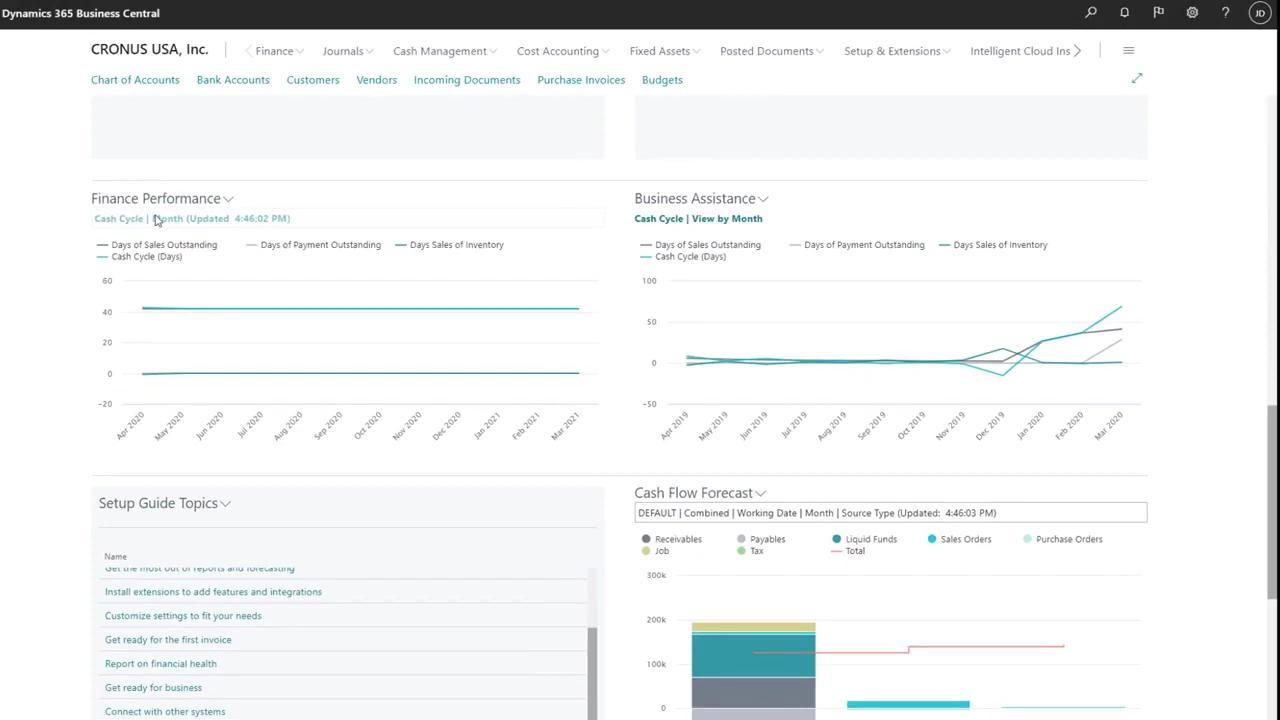 Dynamics 365 Business Central
JD
CRONUS USA, Inc.
Finance
Journals
Cash Management
Cost Accounting
Fixed Assets
Posted Documents
Setup & Extensions
Intelligent Cloud Ins
Chart of Accounts
Bank Accounts
Customers
Vendors
Incoming Documents
Purchase Invoices
Budgets
Finance Performance
Cash Cycle | Month (Updated 4:46:02 PM)
Days of Sales Outstanding
Days of Payment Outstanding
Days Sales of Inventory
Cash Cycle (Days)
60
40
20
0
-20
Apr 2020
May 2020
Jun 2020
Jul 2020
Aug 2020
Sep 2020
Oct 2020
Nov 2020
Dec 2020
Jan 2021
Feb 2021
Mar 2021
Business Assistance
Cash Cycle | View by Month
Days of Sales Outstanding
Days of Payment Outstanding
Days Sales of Inventory
Cash Cycle (Days)
100
50
0
-50
Apr 2019
May 2019
Jun 2019
Jul 2019
Aug 2019
Sep 2019
Oct 2019
Nov 2019
Dec 2019
Jan 2020
Feb 2020
Mar 2020
Setup Guide Topics
Name
Get the most out of reports and forecasting
Install extensions to add features and integrations
Customize settings to fit your needs
Get ready for the first invoice
Report on financial health
Get ready for business
Connect with other systems
Cash Flow Forecast
DEFAULT | Combined | Working Date | Month | Source Type (Updated: 4:46:03 PM)
Receivables
Payables
Liquid Funds
Sales Orders
Purchase Orders
Job
Tax
Total
300k
200k
100k
0